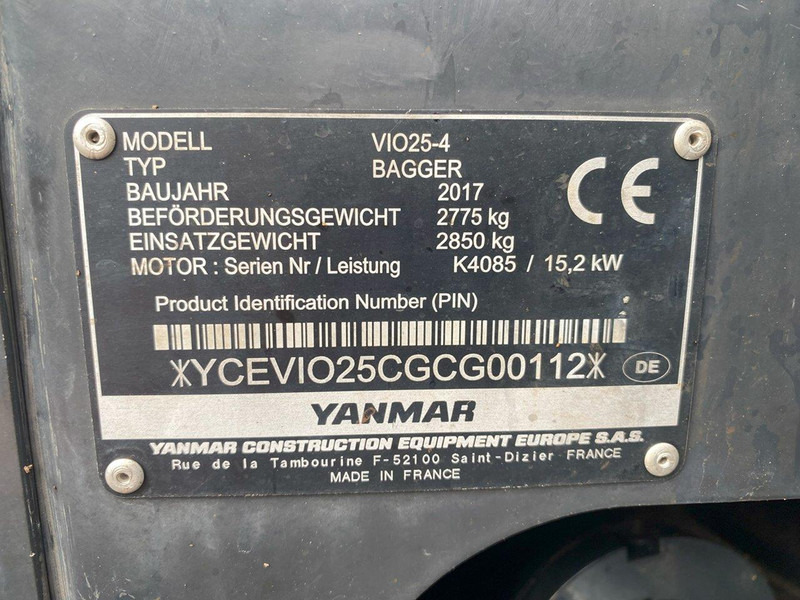 MODELL VIO25-4
TYP BAGGER
BAUJAHR 2017
BEFÖRDERUNGSGEWICHT 2775 kg
EINSATZGEWICHT 2850 kg
MOTOR : Serien Nr / Leistung K4085 / 15,2 kW
CE
Product Identification Number (PIN)
*YCEVIO25CGCG00112* DE
YANMAR
YANMAR CONSTRUCTION EQUIPMENT EUROPE S.A.S.
Rue de la Tambourine F-52100 Saint-Dizier FRANCE
MADE IN FRANCE